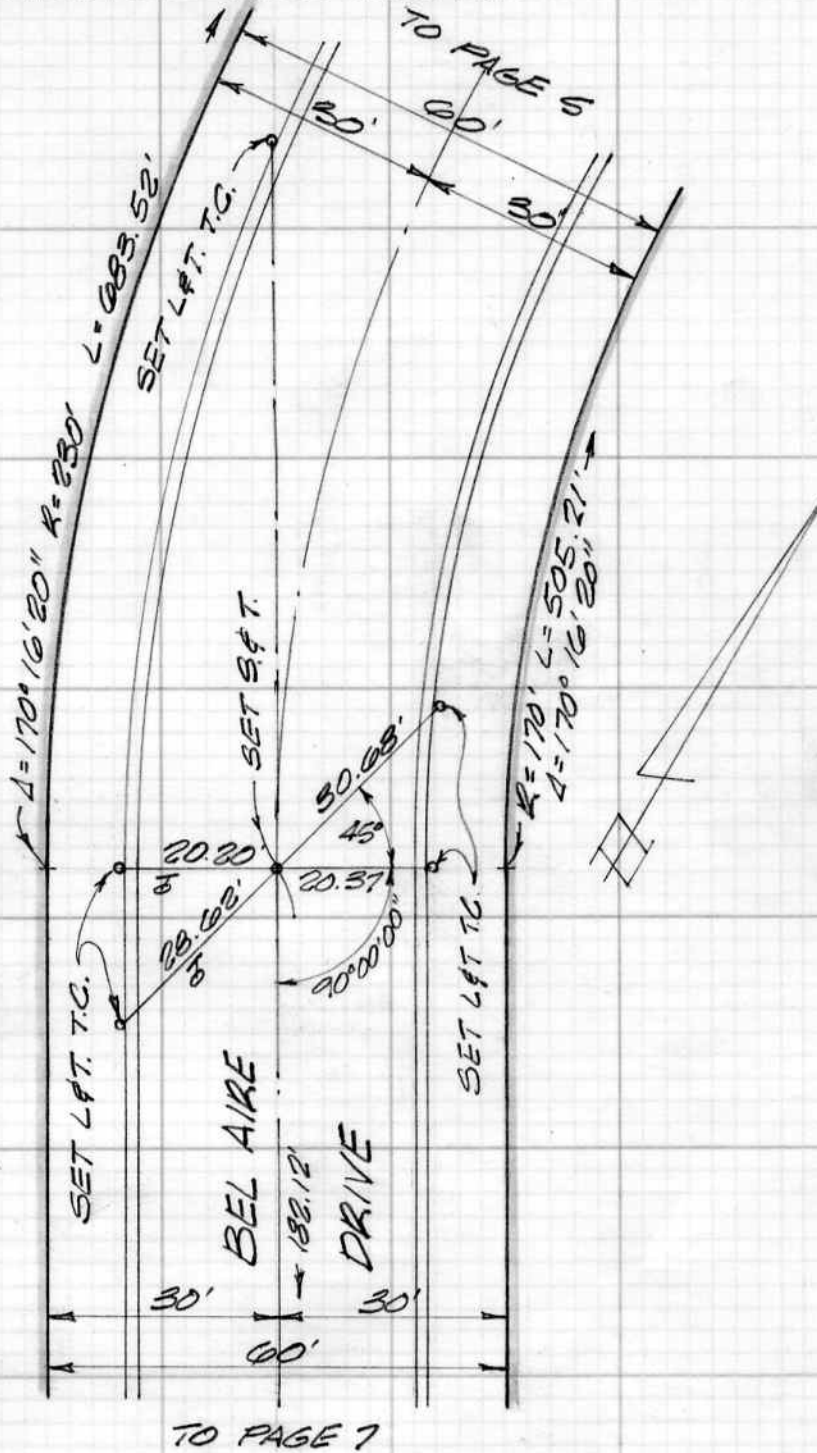 TO PAGE 5
60'
30'
30'
SET L&T. T.C.
Δ=170°16'20" R=230' L=683.52'
SET S.&T.
30.68'
45°
R=170' L=505.21'
Δ=170°16'20"
20.20'
20.37
28.62'
90°00'00"
SET L&T. T.C.
SET L&T T.C.
BEL AIRE
DRIVE
182.12'
30'
30'
60'
TO PAGE 7